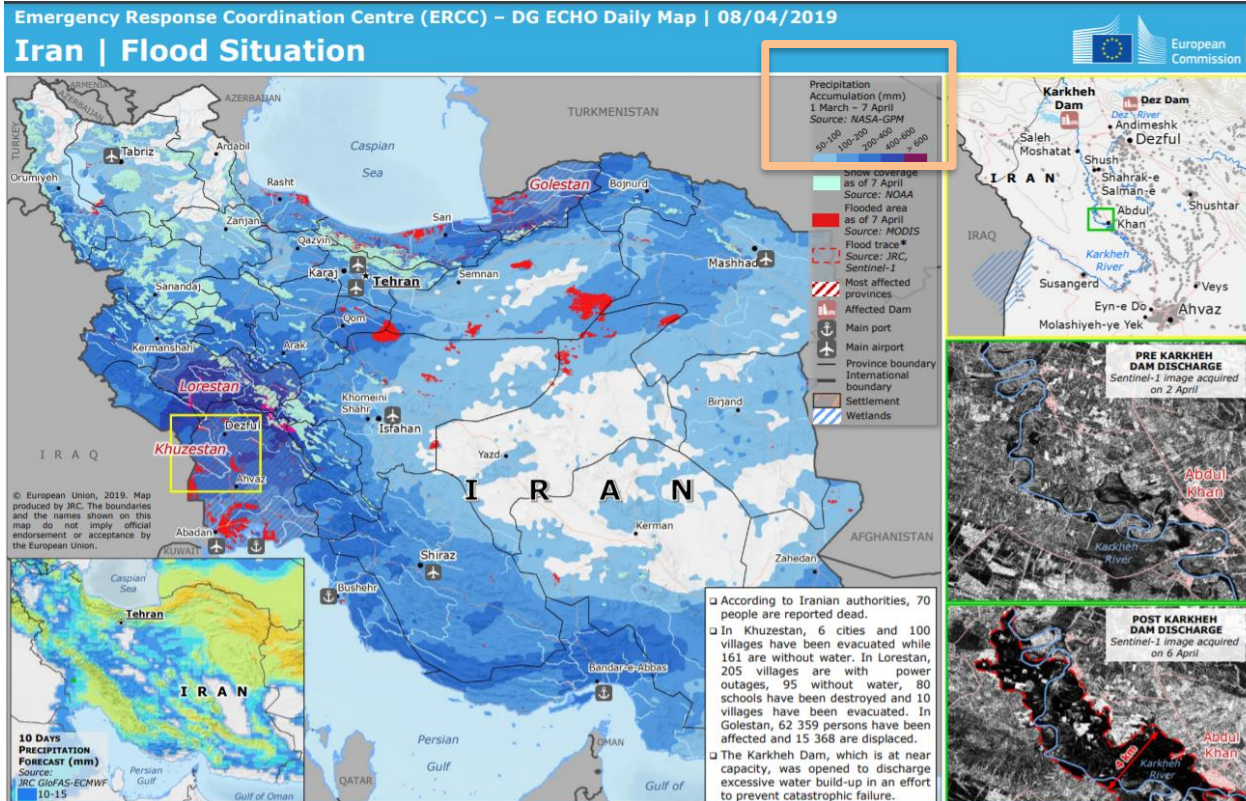 Emergency Response Coordination Centre (ERCC) – DG ECHO Daily Map | 08/04/2019
Iran | Flood Situation
European
Commission
ARMENIA
AZERBAIJAN
AZERBAIJAN
TURKEY
TURKMENISTAN
Caspian
Sea
Tabriz
Ardabil
Orumiyeh
Rasht
Golestan
Bojnurd
Zanjan
Sari
Qazvin
Mashhad
Karaj
Tehran
Semnan
Sanandaj
Qom
Kermanshah
Arak
Lorestan
Khomeini
Shahr
Isfahan
Birjand
Dezful
Khuzestan
Yazd
Ahvaz
I R A Q
I R A N
Abadan
Kerman
KUWAIT
Shiraz
Zahedan
AFGHANISTAN
Bushehr
Bandar-e-Abbas
Persian
Gulf
QATAR
OMAN
Gulf of
© European Union, 2019. Map
produced by JRC. The boundaries
and the names shown on this
map do not imply official
endorsement or acceptance by
the European Union.
Precipitation
Accumulation (mm)
1 March – 7 April
Source: NASA-GPM
50-100
100-200
200-400
400-600
> 600
Snow coverage
as of 7 April
Source: NOAA
Flooded area
as of 7 April
Source: MODIS
Flood trace*
Source: JRC,
Sentinel-1
Most affected
provinces
Affected Dam
Main port
Main airport
Province boundary
International
boundary
Settlement
Wetlands
Caspian
Sea
Tehran
I R A N
10 DAYS
PRECIPITATION
FORECAST (mm)
Source:
JRC GloFAS-ECMWF
10-15
Persian
Gulf
Gulf of Oman
❑ According to Iranian authorities, 70
people are reported dead.
❑ In Khuzestan, 6 cities and 100
villages have been evacuated while
161 are without water. In Lorestan,
205 villages are with power
outages, 95 without water, 80
schools have been destroyed and 10
villages have been evacuated. In
Golestan, 62 359 persons have been
affected and 15 368 are displaced.
❑ The Karkheh Dam, which is at near
capacity, was opened to discharge
excessive water build-up in an effort
to prevent catastrophic failure.
Karkheh
Dam
Dez Dam
Dez River
Andimeshk
Saleh
Moshatat
Dezful
Shush
I R A N
Shahrak-e
Salman-e
Shushtar
Abdul
Khan
IRAQ
Karkheh
River
Susangerd
Veys
Eyn-e Do
Ahvaz
Molashiyeh-ye Yek
PRE KARKHEH
DAM DISCHARGE
Sentinel-1 image acquired
on 2 April
Abdul
Khan
Karkheh
River
POST KARKHEH
DAM DISCHARGE
Sentinel-1 image acquired
on 6 April
4 km
Abdul
Khan
Karkheh
River